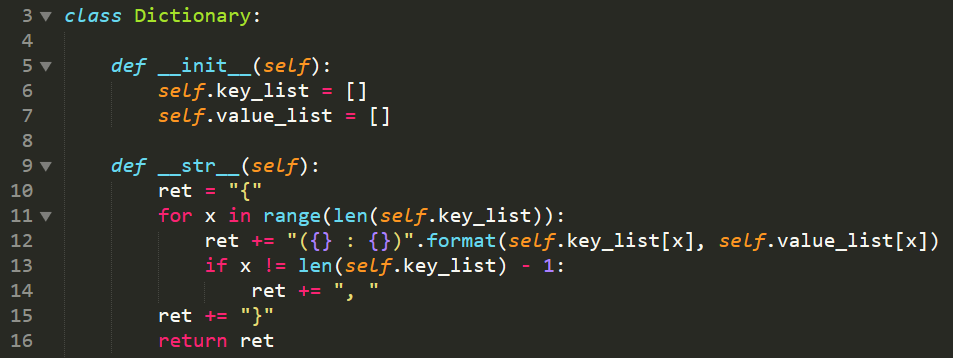 3 class Dictionary:
4
5     def __init__(self):
6         self.key_list = []
7         self.value_list = []
8
9     def __str__(self):
10         ret = "{"
11         for x in range(len(self.key_list)):
12             ret += "({} : {})".format(self.key_list[x], self.value_list[x])
13             if x != len(self.key_list) - 1:
14                 ret += ", "
15         ret += "}"
16         return ret